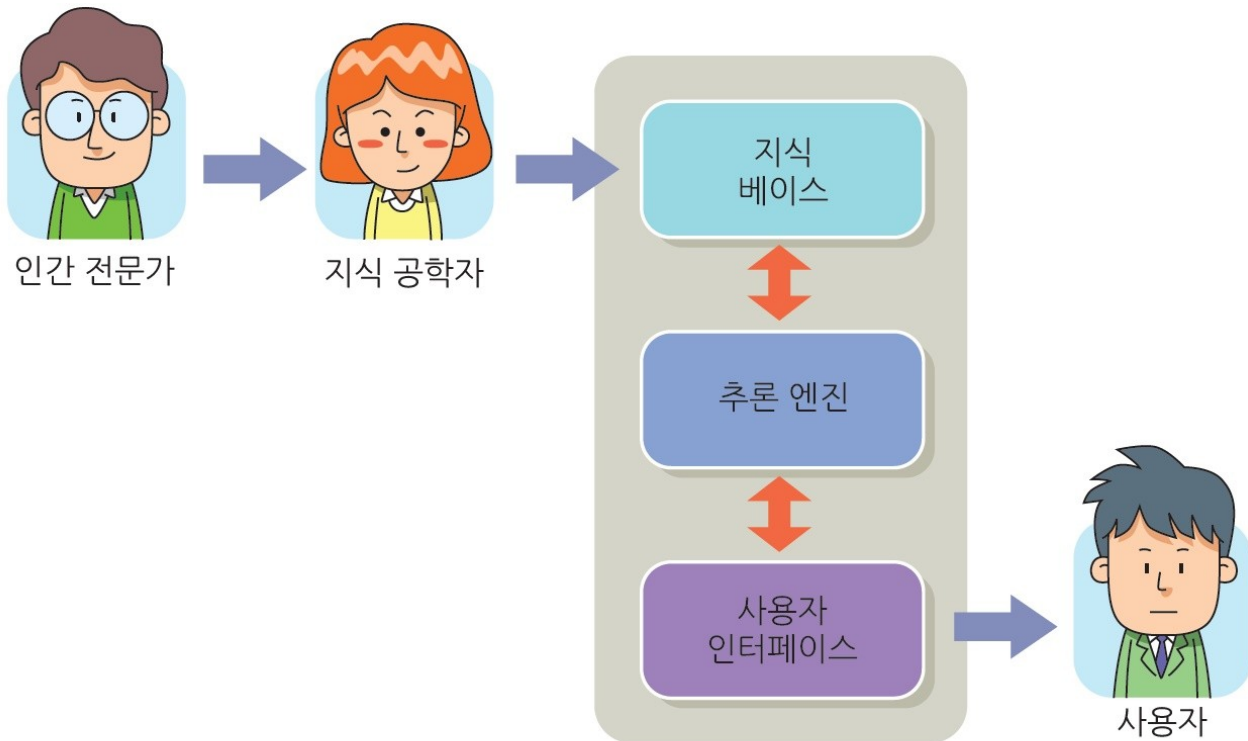 인간 전문가
지식 공학자
지식
베이스
추론 엔진
사용자
인터페이스
사용자